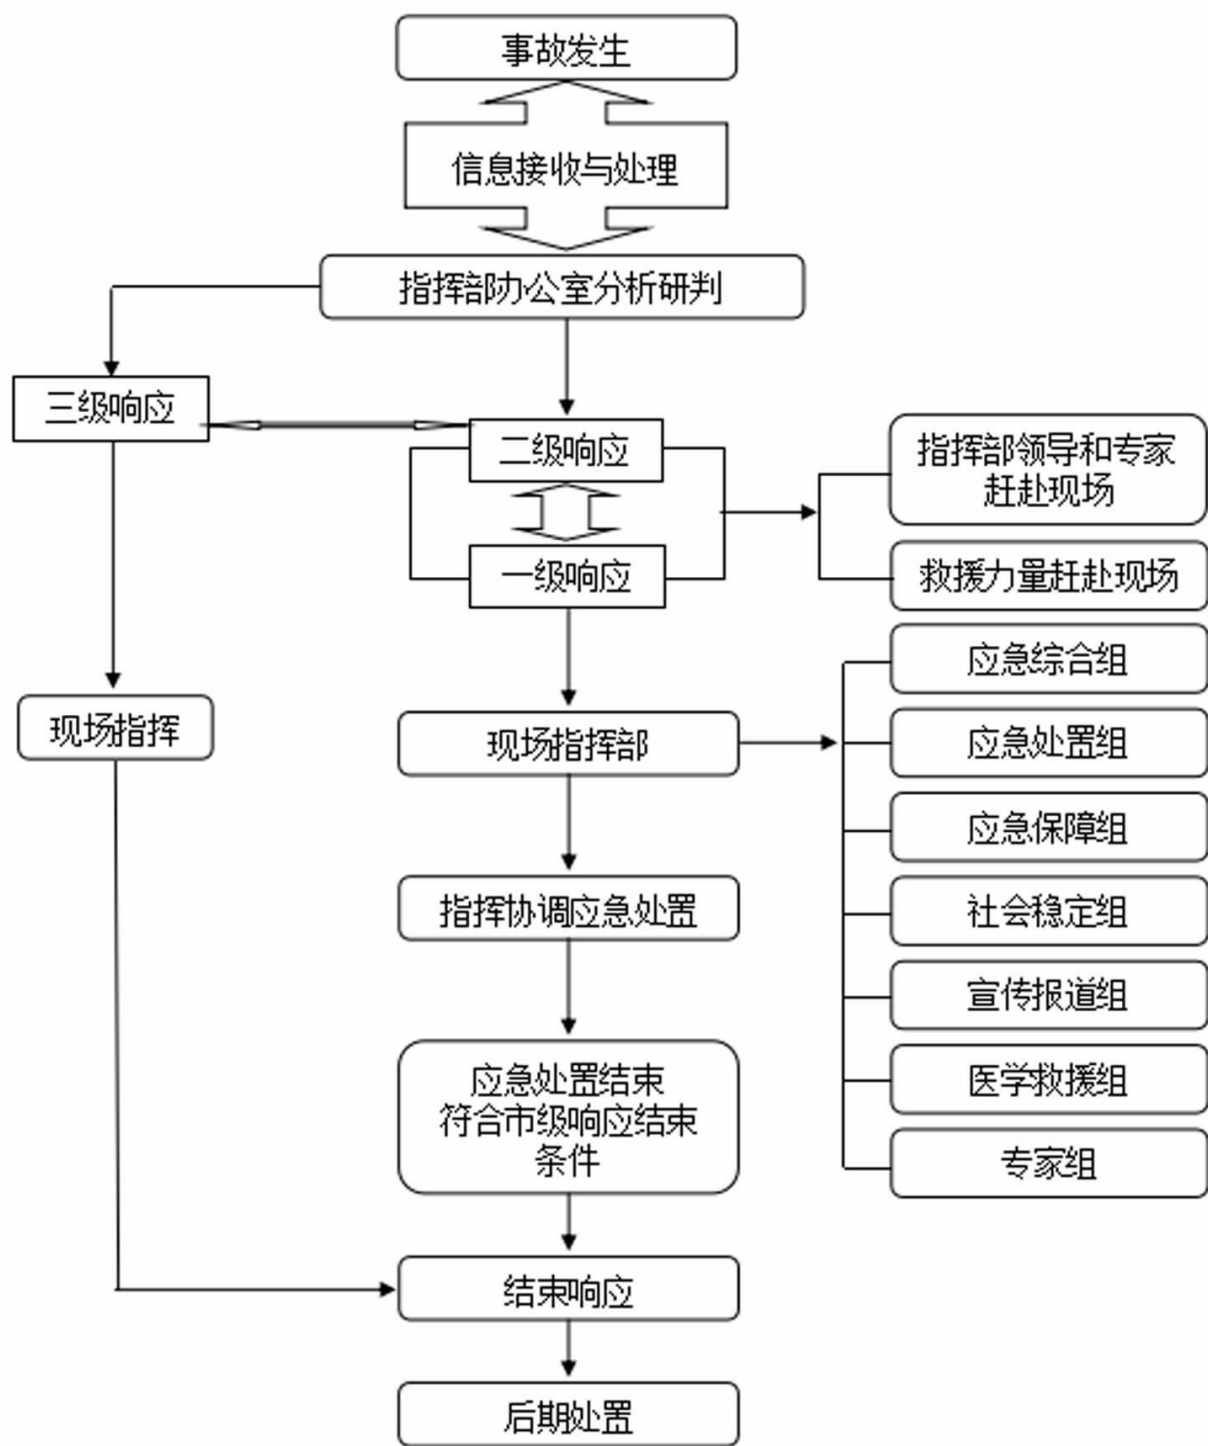 事故发生
信息接收与处理
指挥部办公室分析研判
三级响应
二级响应
一级响应
指挥部领导和专家
赶赴现场
救援力量赶赴现场
现场指挥
现场指挥部
应急综合组
应急处置组
应急保障组
社会稳定组
宣传报道组
医学救援组
专家组
指挥协调应急处置
应急处置结束
符合市级响应结束
条件
结束响应
后期处置